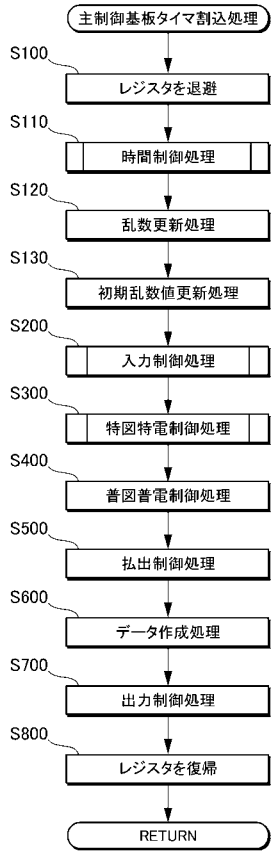 主制御基板タイマ割込処理
S100
レジスタを退避
S110
時間制御処理
S120
乱数更新処理
S130
初期乱数値更新処理
S200
入力制御処理
S300
特図特電制御処理
S400
普図普電制御処理
S500
払出制御処理
S600
データ作成処理
S700
出力制御処理
S800
レジスタを復帰
RETURN